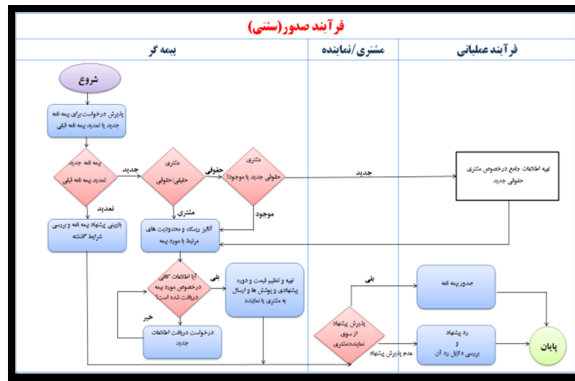 فرآیند صدور(سنتی)
بیمه گر
مشتری/نماینده
فرآیند عملیاتی
شروع
پذیرش درخواست برای بیمه نامه
جدید یا تمدید بیمه نامه قبلی
بیمه نامه جدید
تمدید بیمه نامه قبلی
جدید
تمدید
مشتری
حقیقی/حقوقی
حقوقی
مشتری
مشتری
حقوقی جدید یا موجود؟
جدید
موجود
تهیه اطلاعات جامع درخصوص مشتری
حقوقی جدید
بازبینی پیشنهاد بیمه نامه و بررسی
شرایط گذشته
آنالیز ریسک و محدودیت های
مرتبط با مورد بیمه
آیا اطلاعات کافی
درخصوص مورد بیمه
دریافت شده است؟
بلی
خیر
تهیه و تنظیم قیمت و دوره
پیشنهادی و پوشش ها و ارسال
به مشتری یا نماینده
درخواست دریافت اطلاعات
جدید
پذیرش پیشنهاد
از سوی
نماینده/مشتری
بلی
عدم پذیرش پیشنهاد
صدور بیمه نامه
رد پیشنهاد
و
بررسی دلایل رد آن
پایان